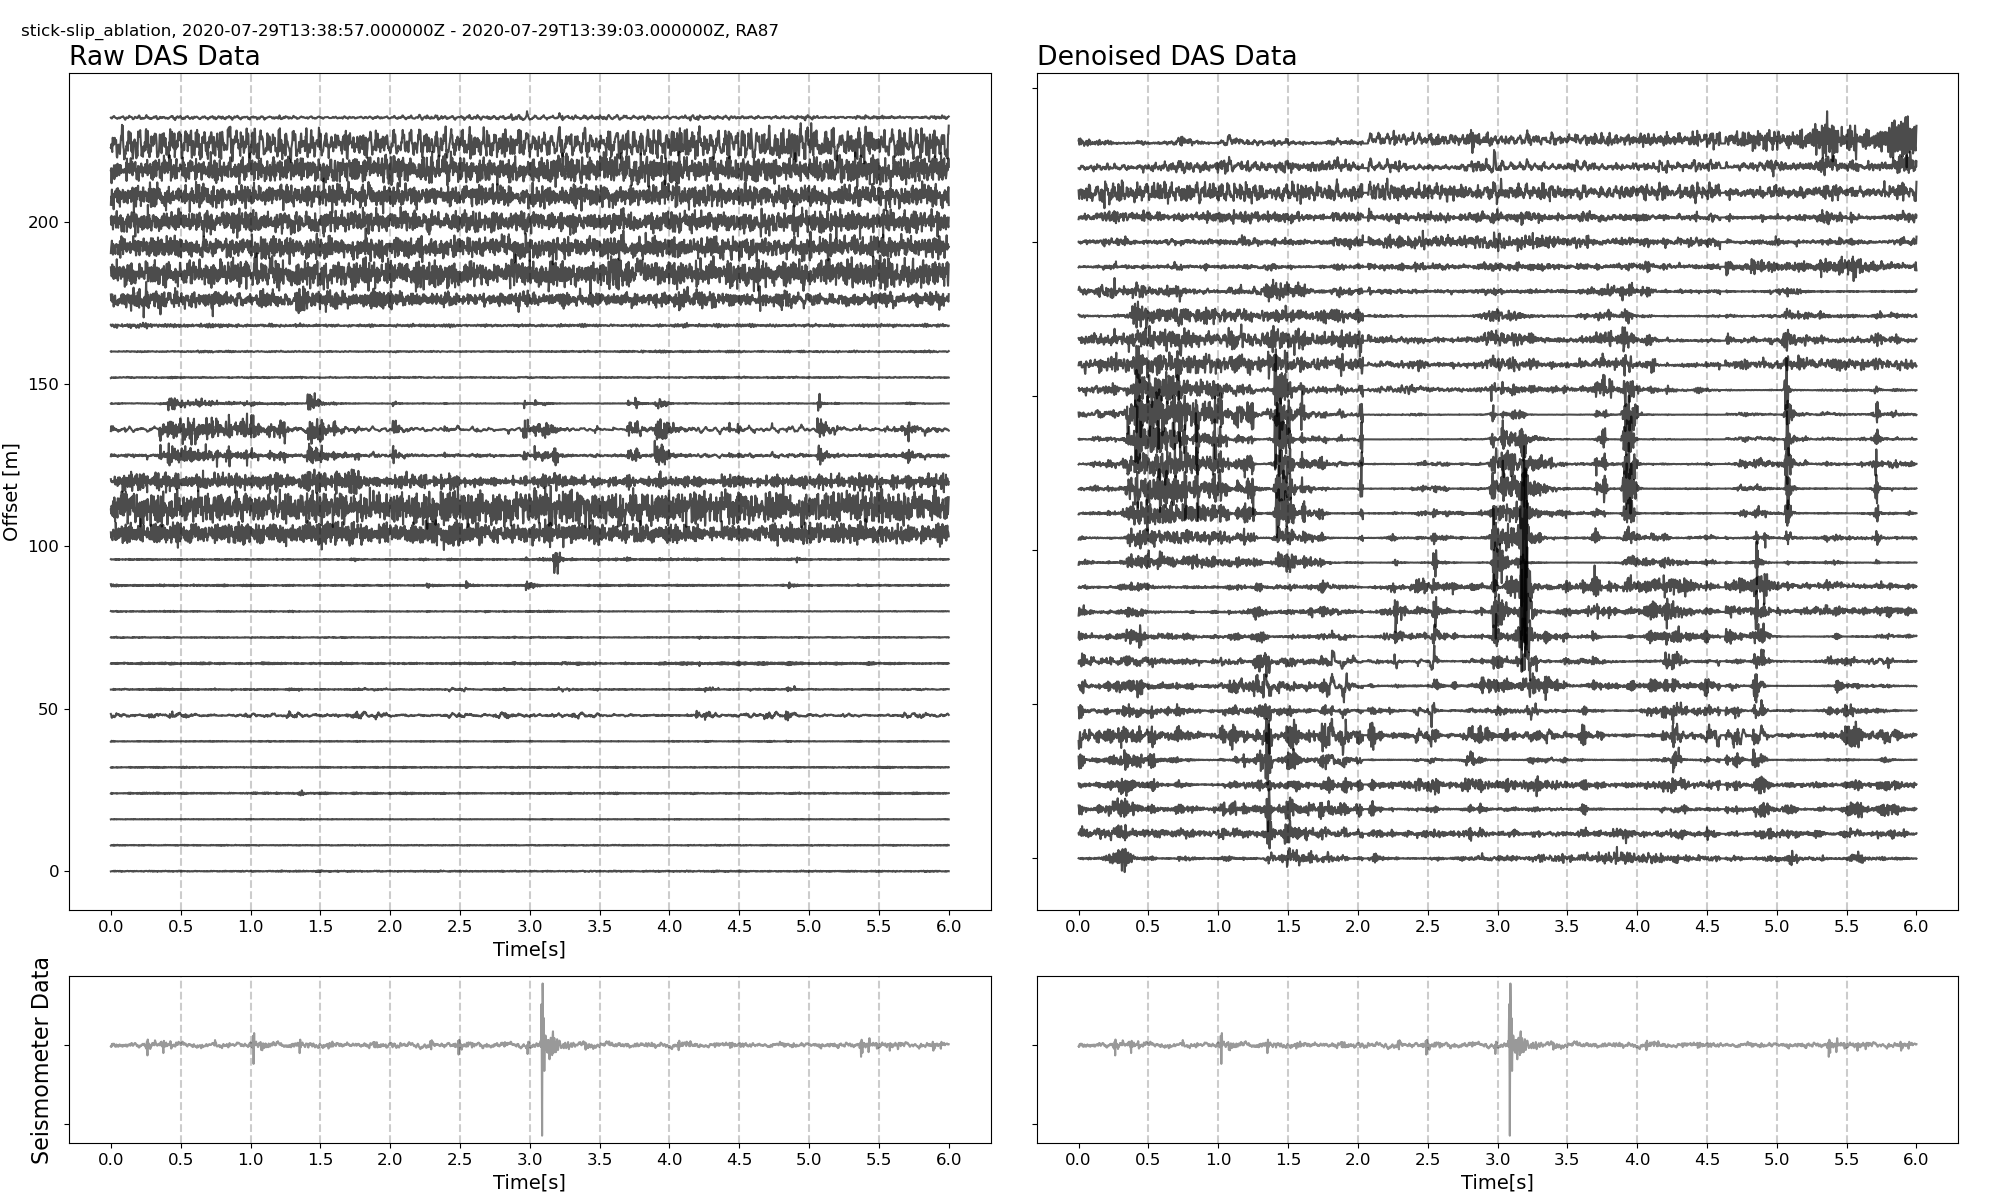 stick-slip_ablation, 2020-07-29T13:38:57.000000Z - 2020-07-29T13:39:03.000000Z, RA87
Raw DAS Data
Denoised DAS Data
Offset [m]
200
150
100
50
0
0.0 0.5 1.0 1.5 2.0 2.5 3.0 3.5 4.0 4.5 5.0 5.5 6.0
Time[s]
0.0 0.5 1.0 1.5 2.0 2.5 3.0 3.5 4.0 4.5 5.0 5.5 6.0
Seismometer Data
0.0 0.5 1.0 1.5 2.0 2.5 3.0 3.5 4.0 4.5 5.0 5.5 6.0
Time[s]
0.0 0.5 1.0 1.5 2.0 2.5 3.0 3.5 4.0 4.5 5.0 5.5 6.0
Time[s]